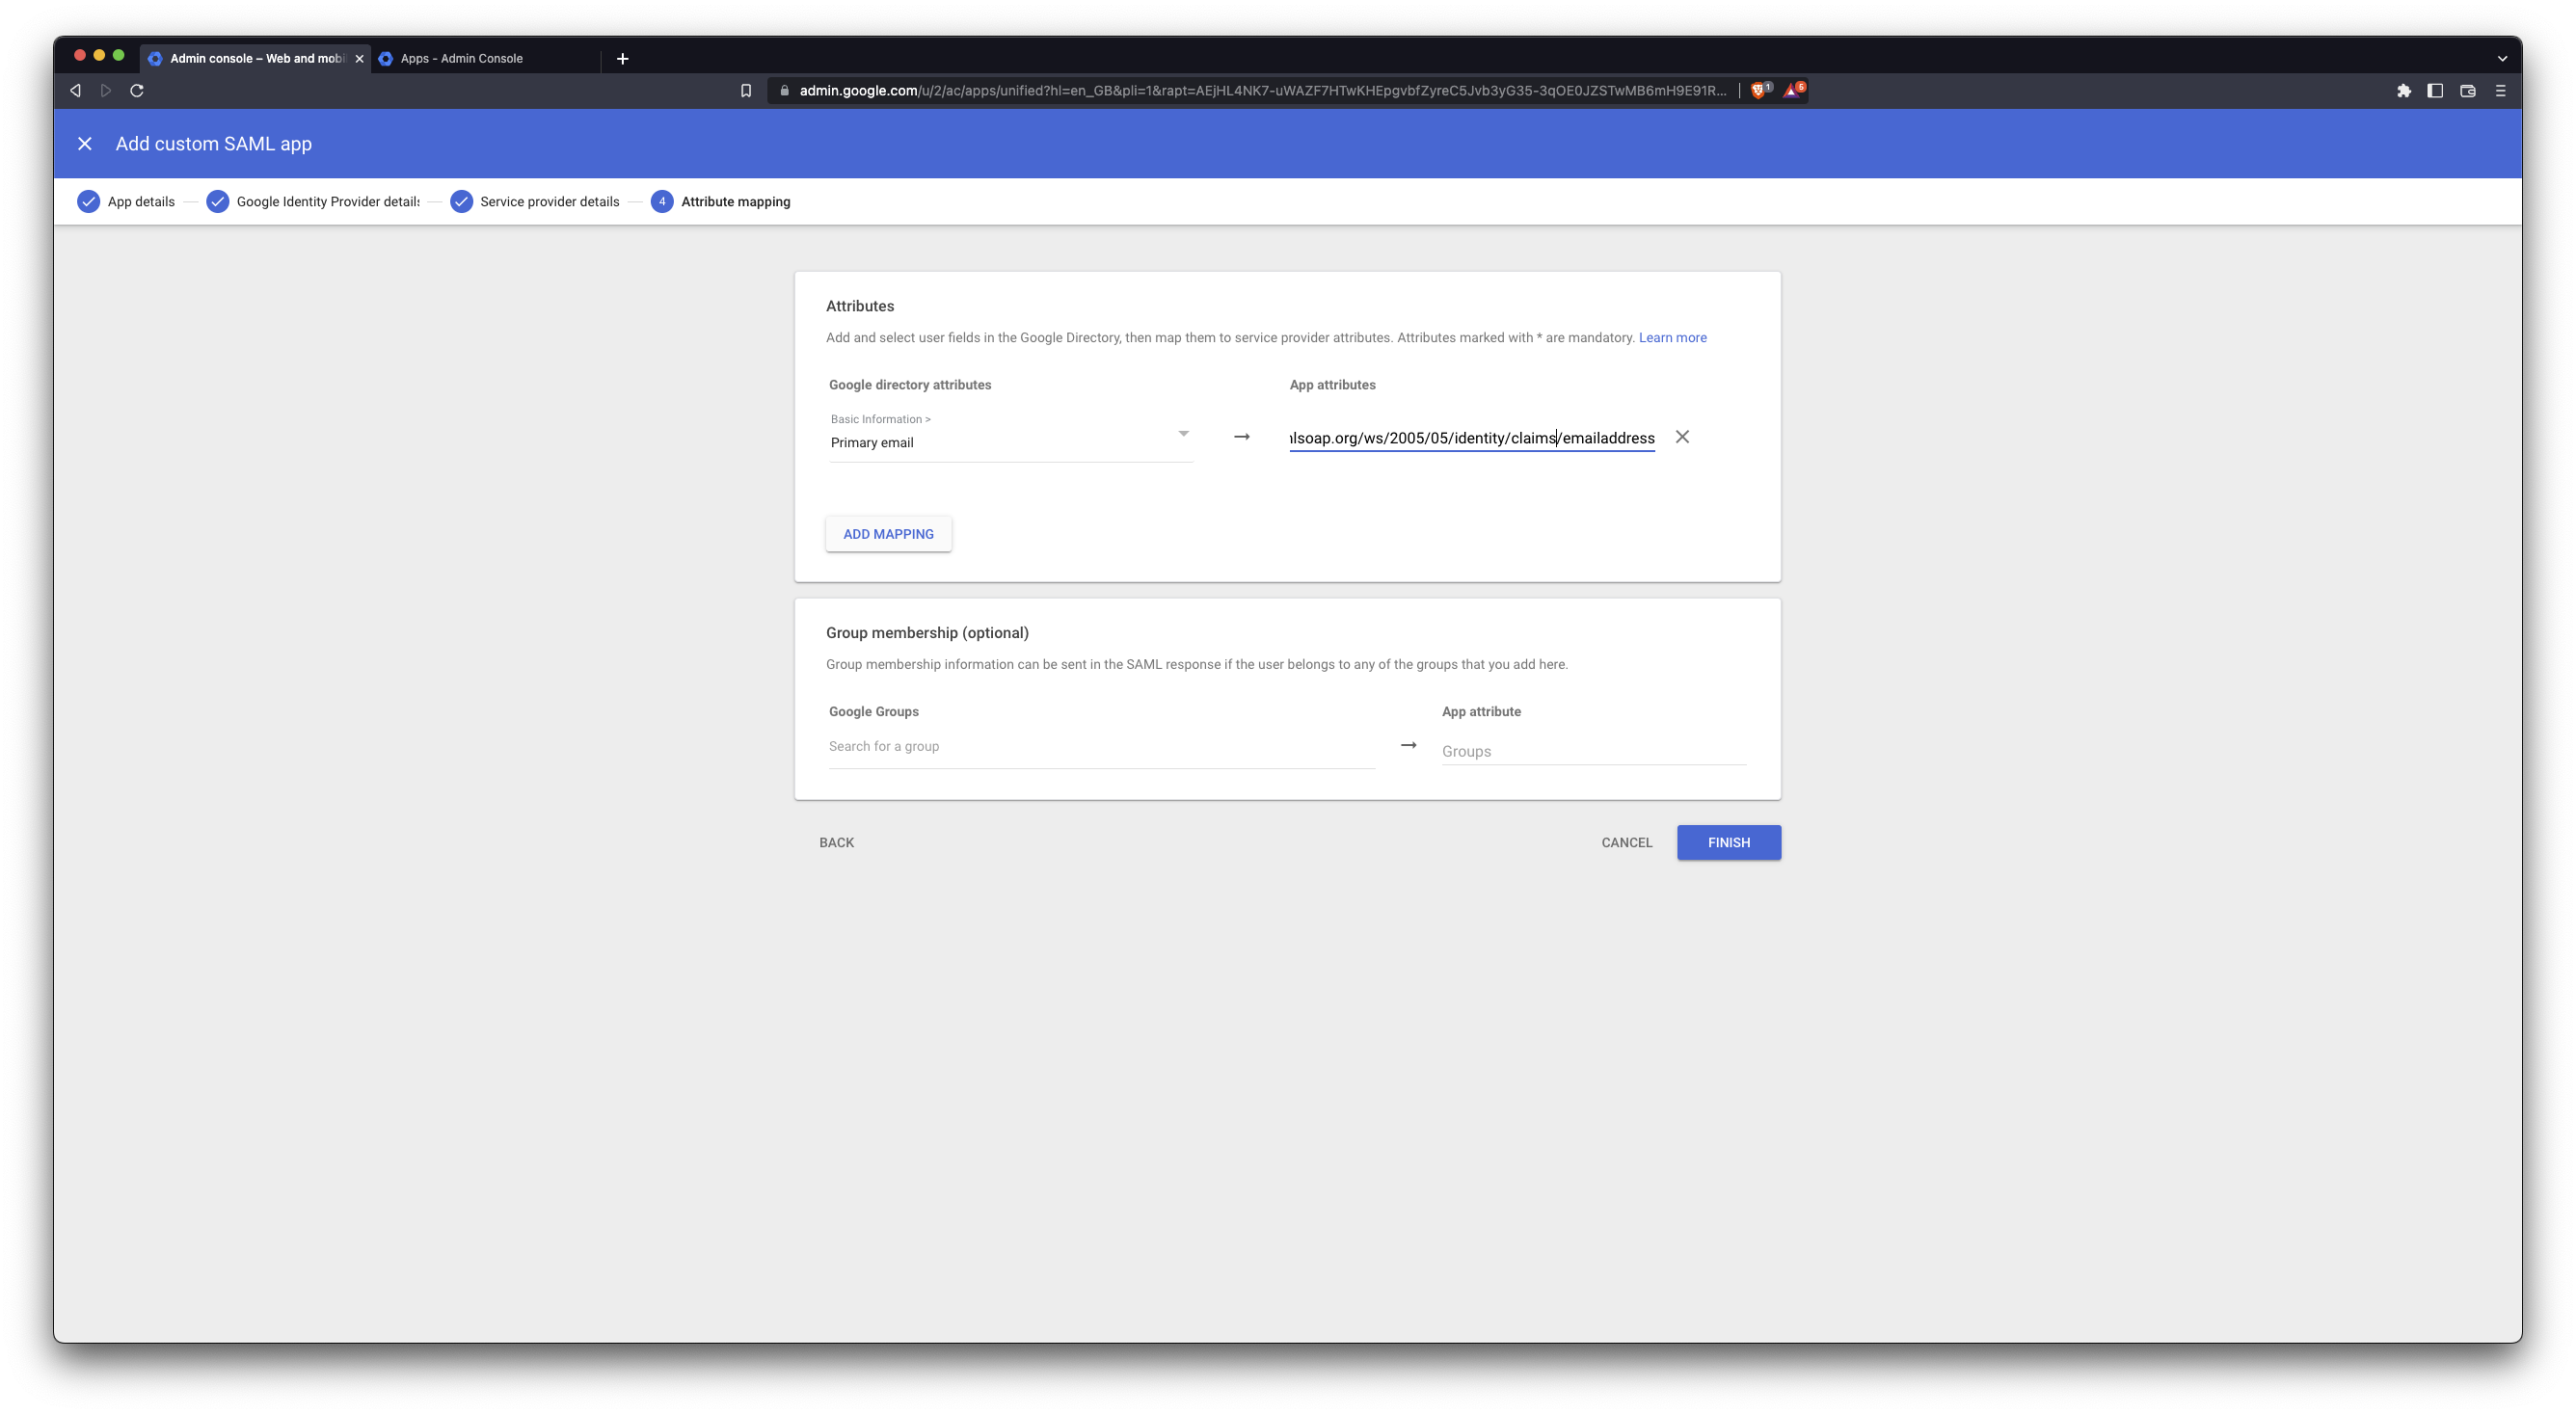 Admin console – Web and mobi
Apps - Admin Console
admin.google.com/u/2/ac/apps/unified?hl=en_GB&pli=1&rapt=AEjHL4NK7-uWAZF7HTwKHEpgvbfZyreC5Jvb3yG35-3qOE0JZSTwMB6mH9E91R...
1
5
Add custom SAML app
App details
Google Identity Provider details
Service provider details
4
Attribute mapping
Attributes
Add and select user fields in the Google Directory, then map them to service provider attributes. Attributes marked with * are mandatory. Learn more
Google directory attributes
App attributes
Basic Information >
Primary email
lsoap.org/ws/2005/05/identity/claims/emailaddress
ADD MAPPING
Group membership (optional)
Group membership information can be sent in the SAML response if the user belongs to any of the groups that you add here.
Google Groups
App attribute
Search for a group
Groups
BACK
CANCEL
FINISH